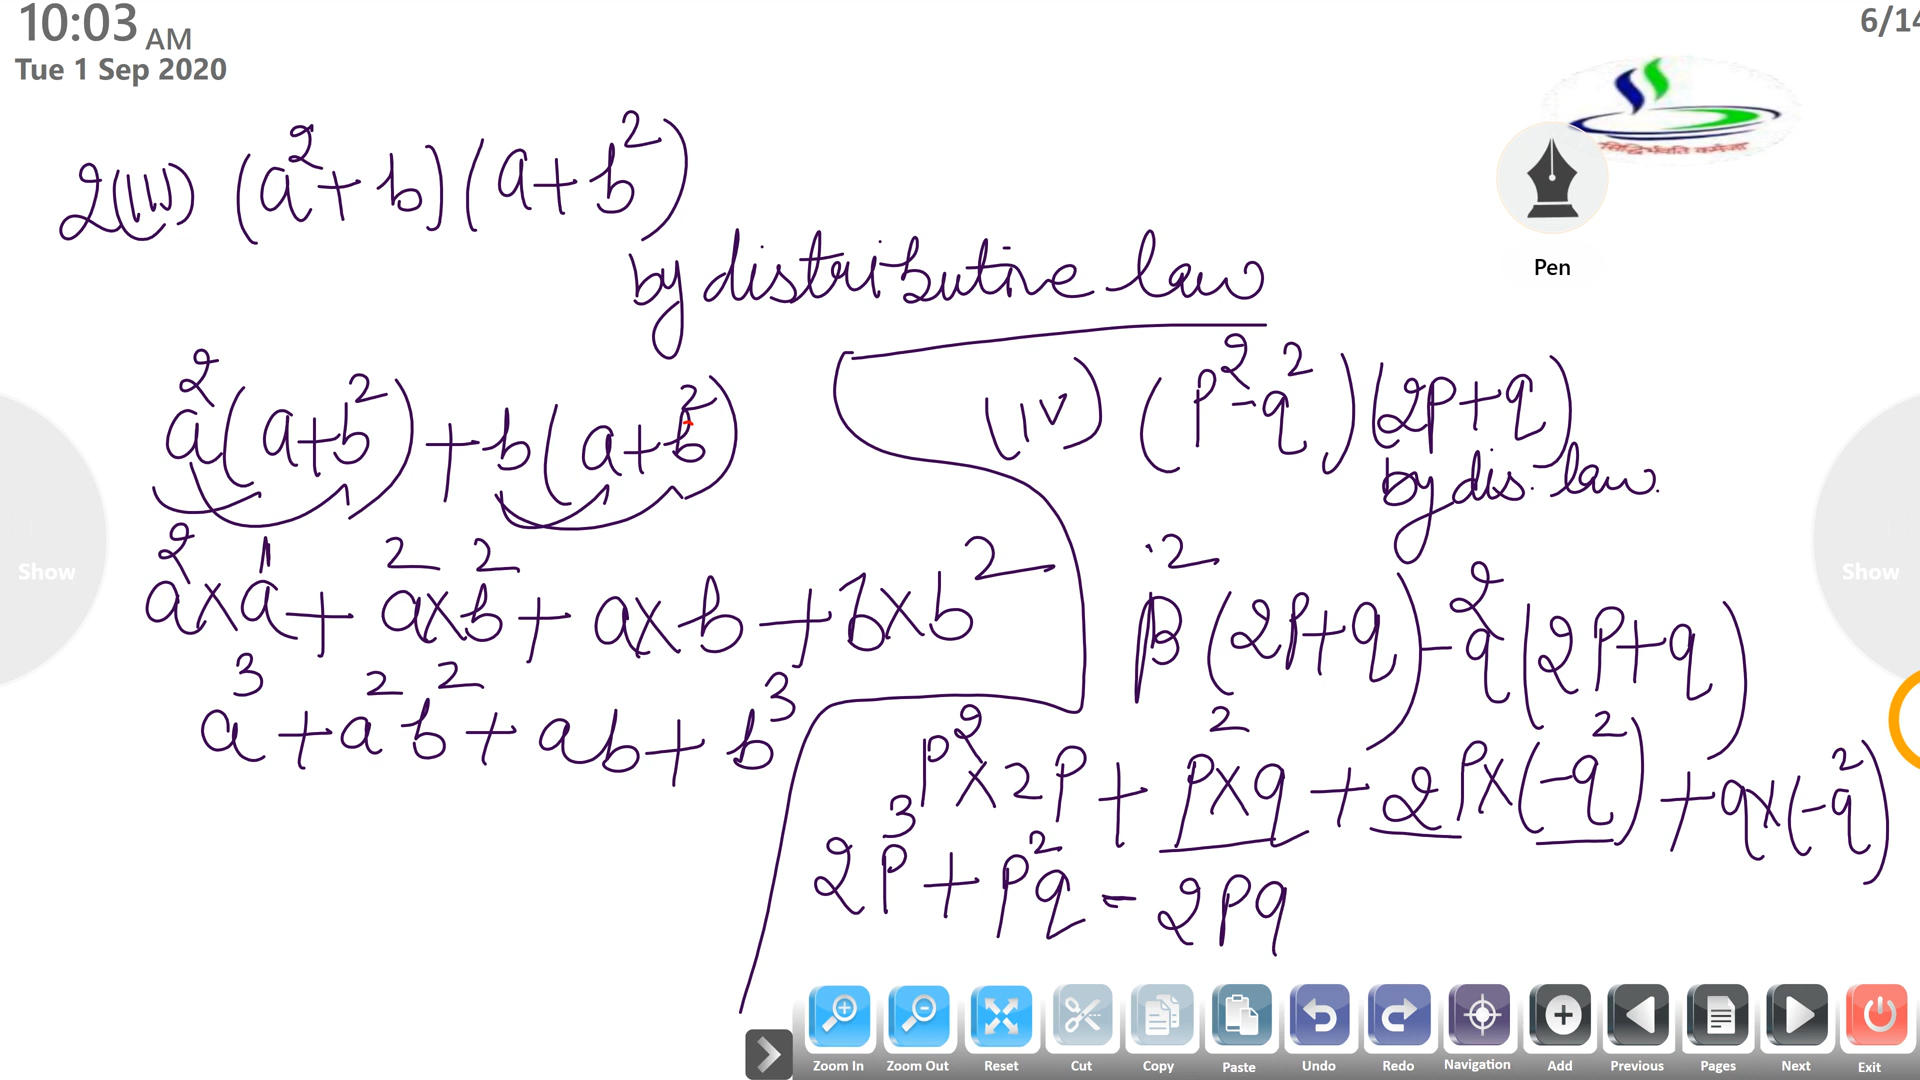 10:03 AM
Tue 1 Sep 2020
6/14
2(iii) (a²+b)(a+b²)
by distributive law
Pen
a²(a+b²)+b(a+b²)
a²×a¹+a²×b²+a×b+b×b²
a³+a²b²+ab+b³
(iv) (p²-q²)(2p+q)
by dis. law.
p²(2p+q)-q²(2p+q)
p²×2p+p²×q+2p×(-q²)+q×(-q²)
2p³+p²q-2pq
Show
Show
Zoom In Zoom Out Reset Cut Copy Paste Undo Redo Navigation Add Previous Pages Next Exit